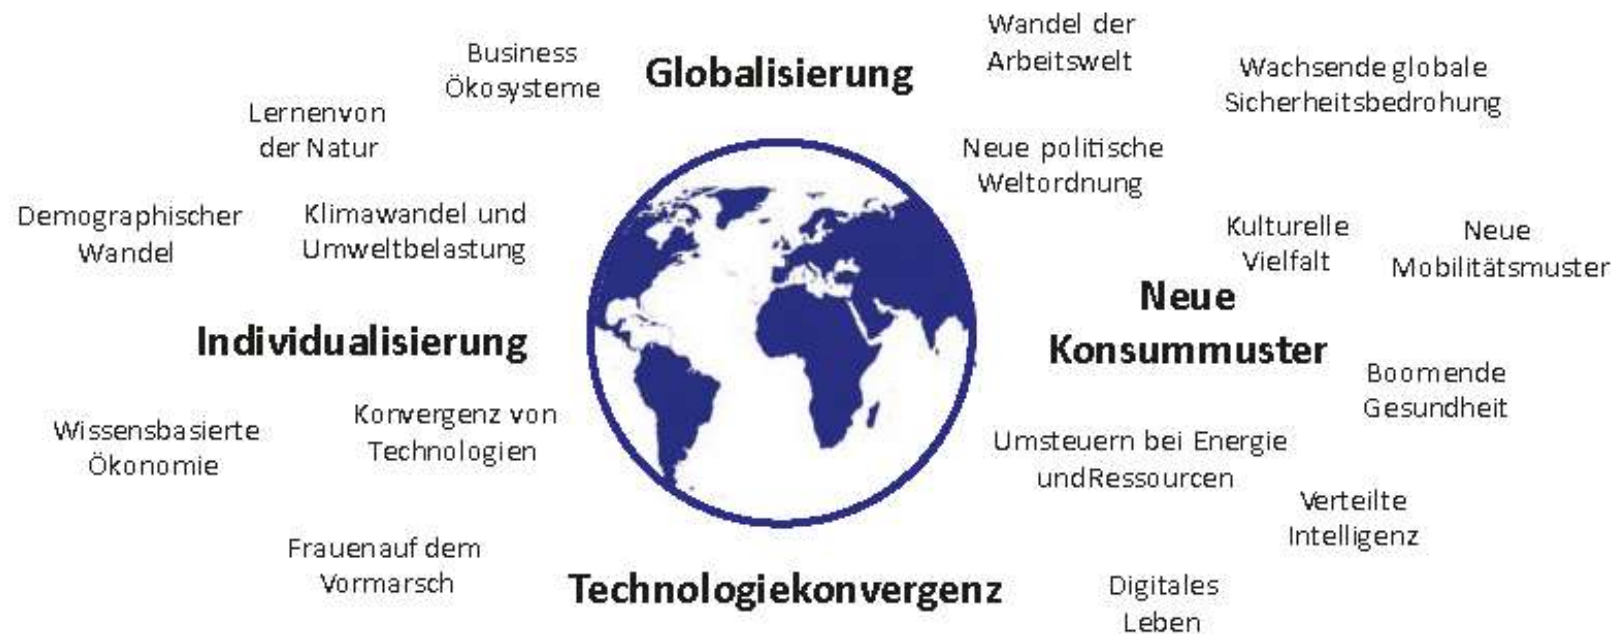 Business
Ökosysteme
Globalisierung
Wandel der
Arbeitswelt
Wachsende globale
Sicherheitsbedrohung
Lernenvon
der Natur
Neue politische
Weltordnung
Demographischer
Wandel
Klimawandel und
Umweltbelastung
Kulturelle
Vielfalt
Neue
Mobilitätsmuster
Individualisierung
Neue
Konsummuster
Boomende
Gesundheit
Wissensbasierte
Ökonomie
Konvergenz von
Technologien
Umsteuern bei Energie
undRessourcen
Verteilte
Intelligenz
Frauenauf dem
Vormarsch
Technologiekonvergenz
Digitales
Leben